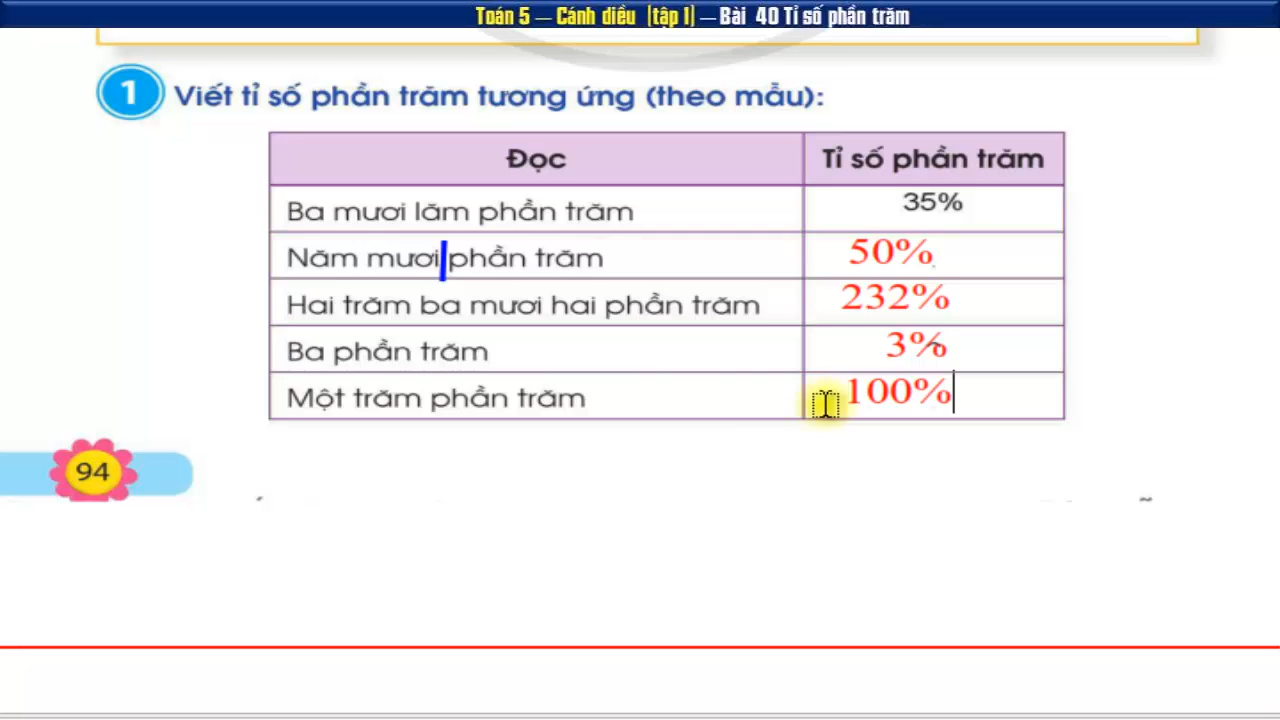 Toán 5 – Cánh diều (tập 1) – Bài 40 Tỉ số phần trăm
1 Viết tỉ số phần trăm tương ứng (theo mẫu):
Đọc Tỉ số phần trăm
Ba mươi lăm phần trăm 35%
Năm mươi phần trăm 50%
Hai trăm ba mươi hai phần trăm 232%
Ba phần trăm 3%
Một trăm phần trăm 100%
94